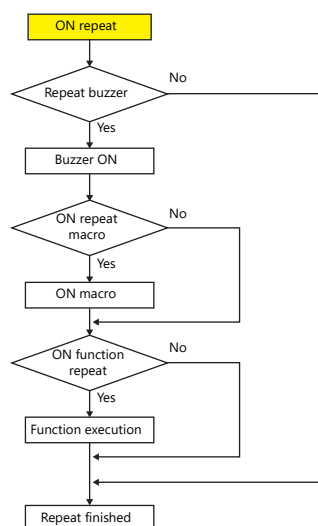 ON repeat
Repeat buzzer
No
Yes
Buzzer ON
ON repeat
macro
No
Yes
ON macro
ON function
repeat
No
Yes
Function execution
Repeat finished